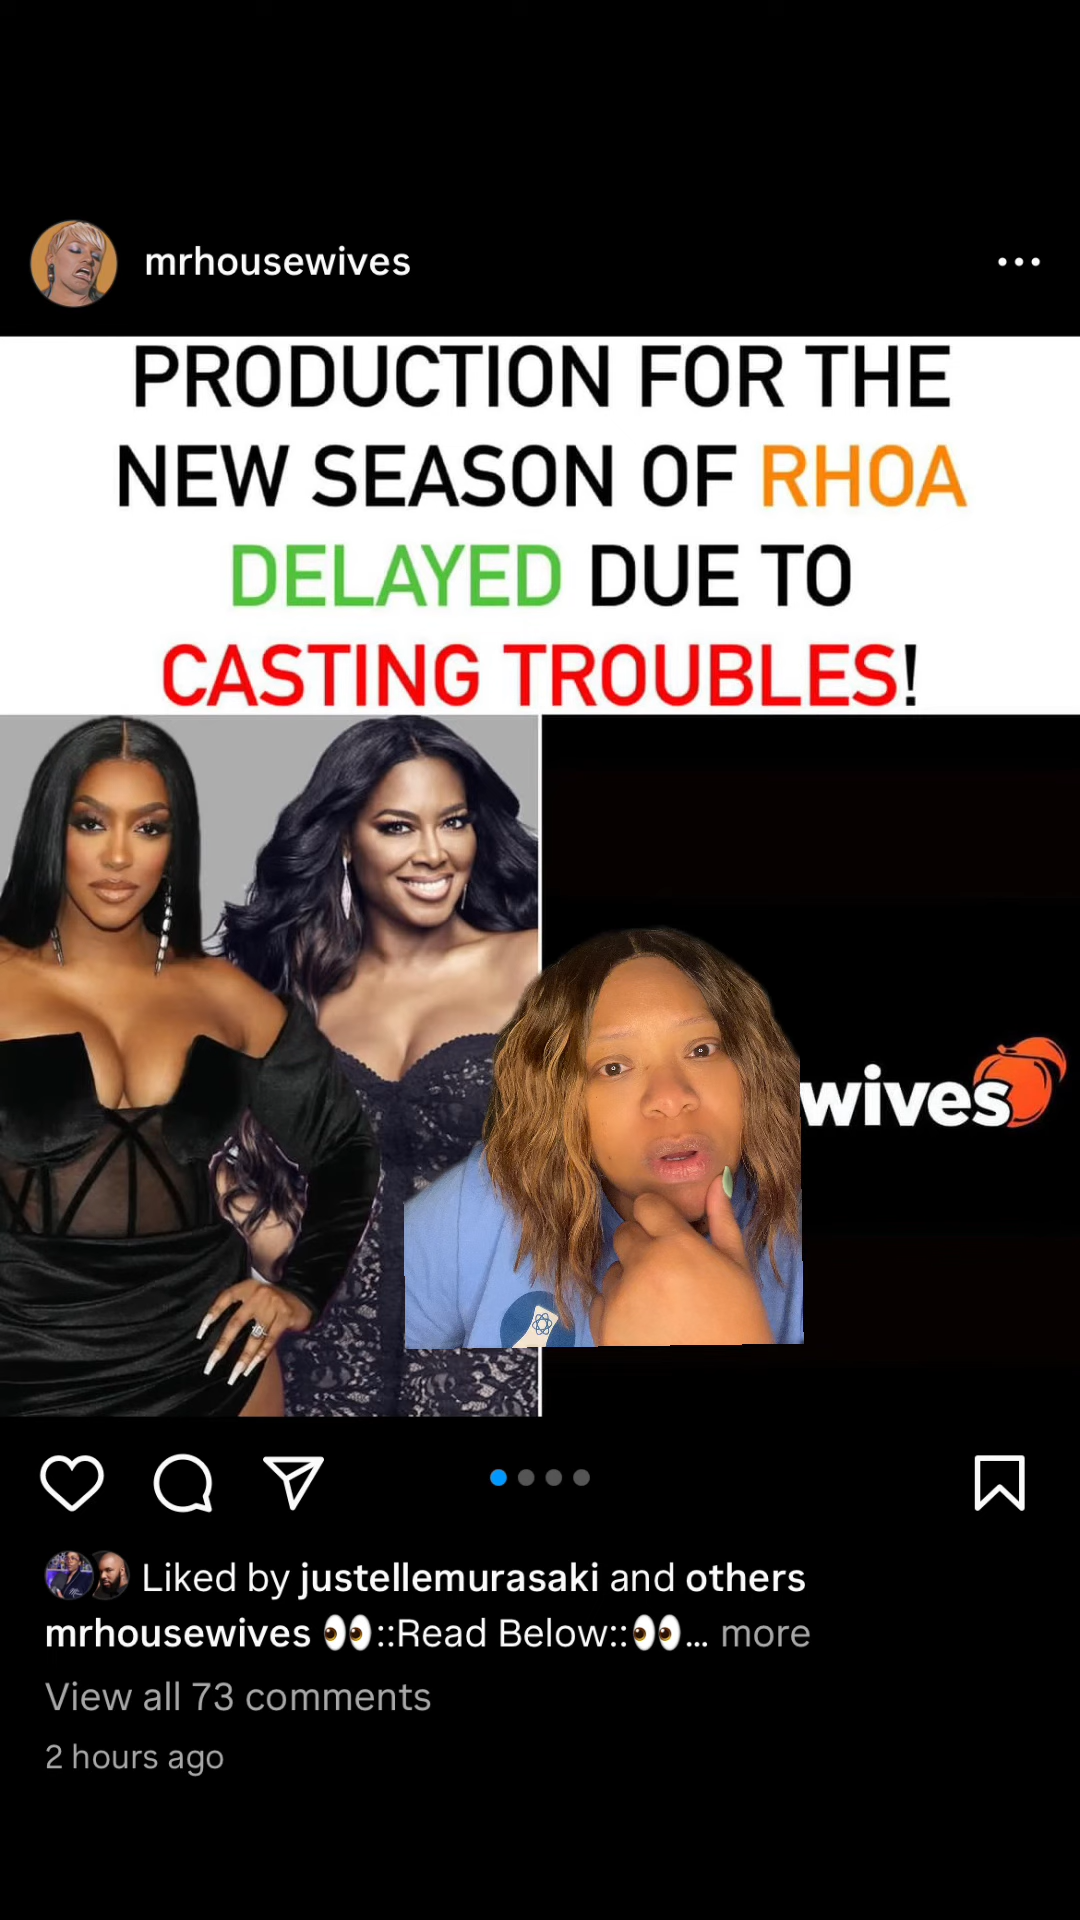 mrhousewives
PRODUCTION FOR THE
NEW SEASON OF RHOA
DELAYED DUE TO
CASTING TROUBLES!
wives
Liked by justellemurasaki and others
mrhousewives 👀::Read Below::👀... more
View all 73 comments
2 hours ago